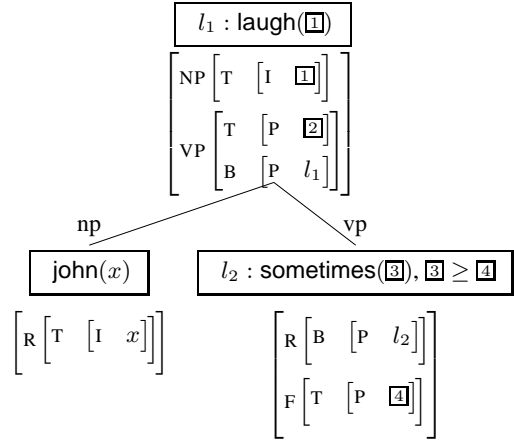 l₁ : laugh(1)
NP [T [I 1]]
VP [T [P 2]
B [P l₁]]
np vp
john(x) l₂ : sometimes(3), 3 ≥ 4
[R [T [I x]]] [R [B [P l₂]]
F [T [P 4]]]